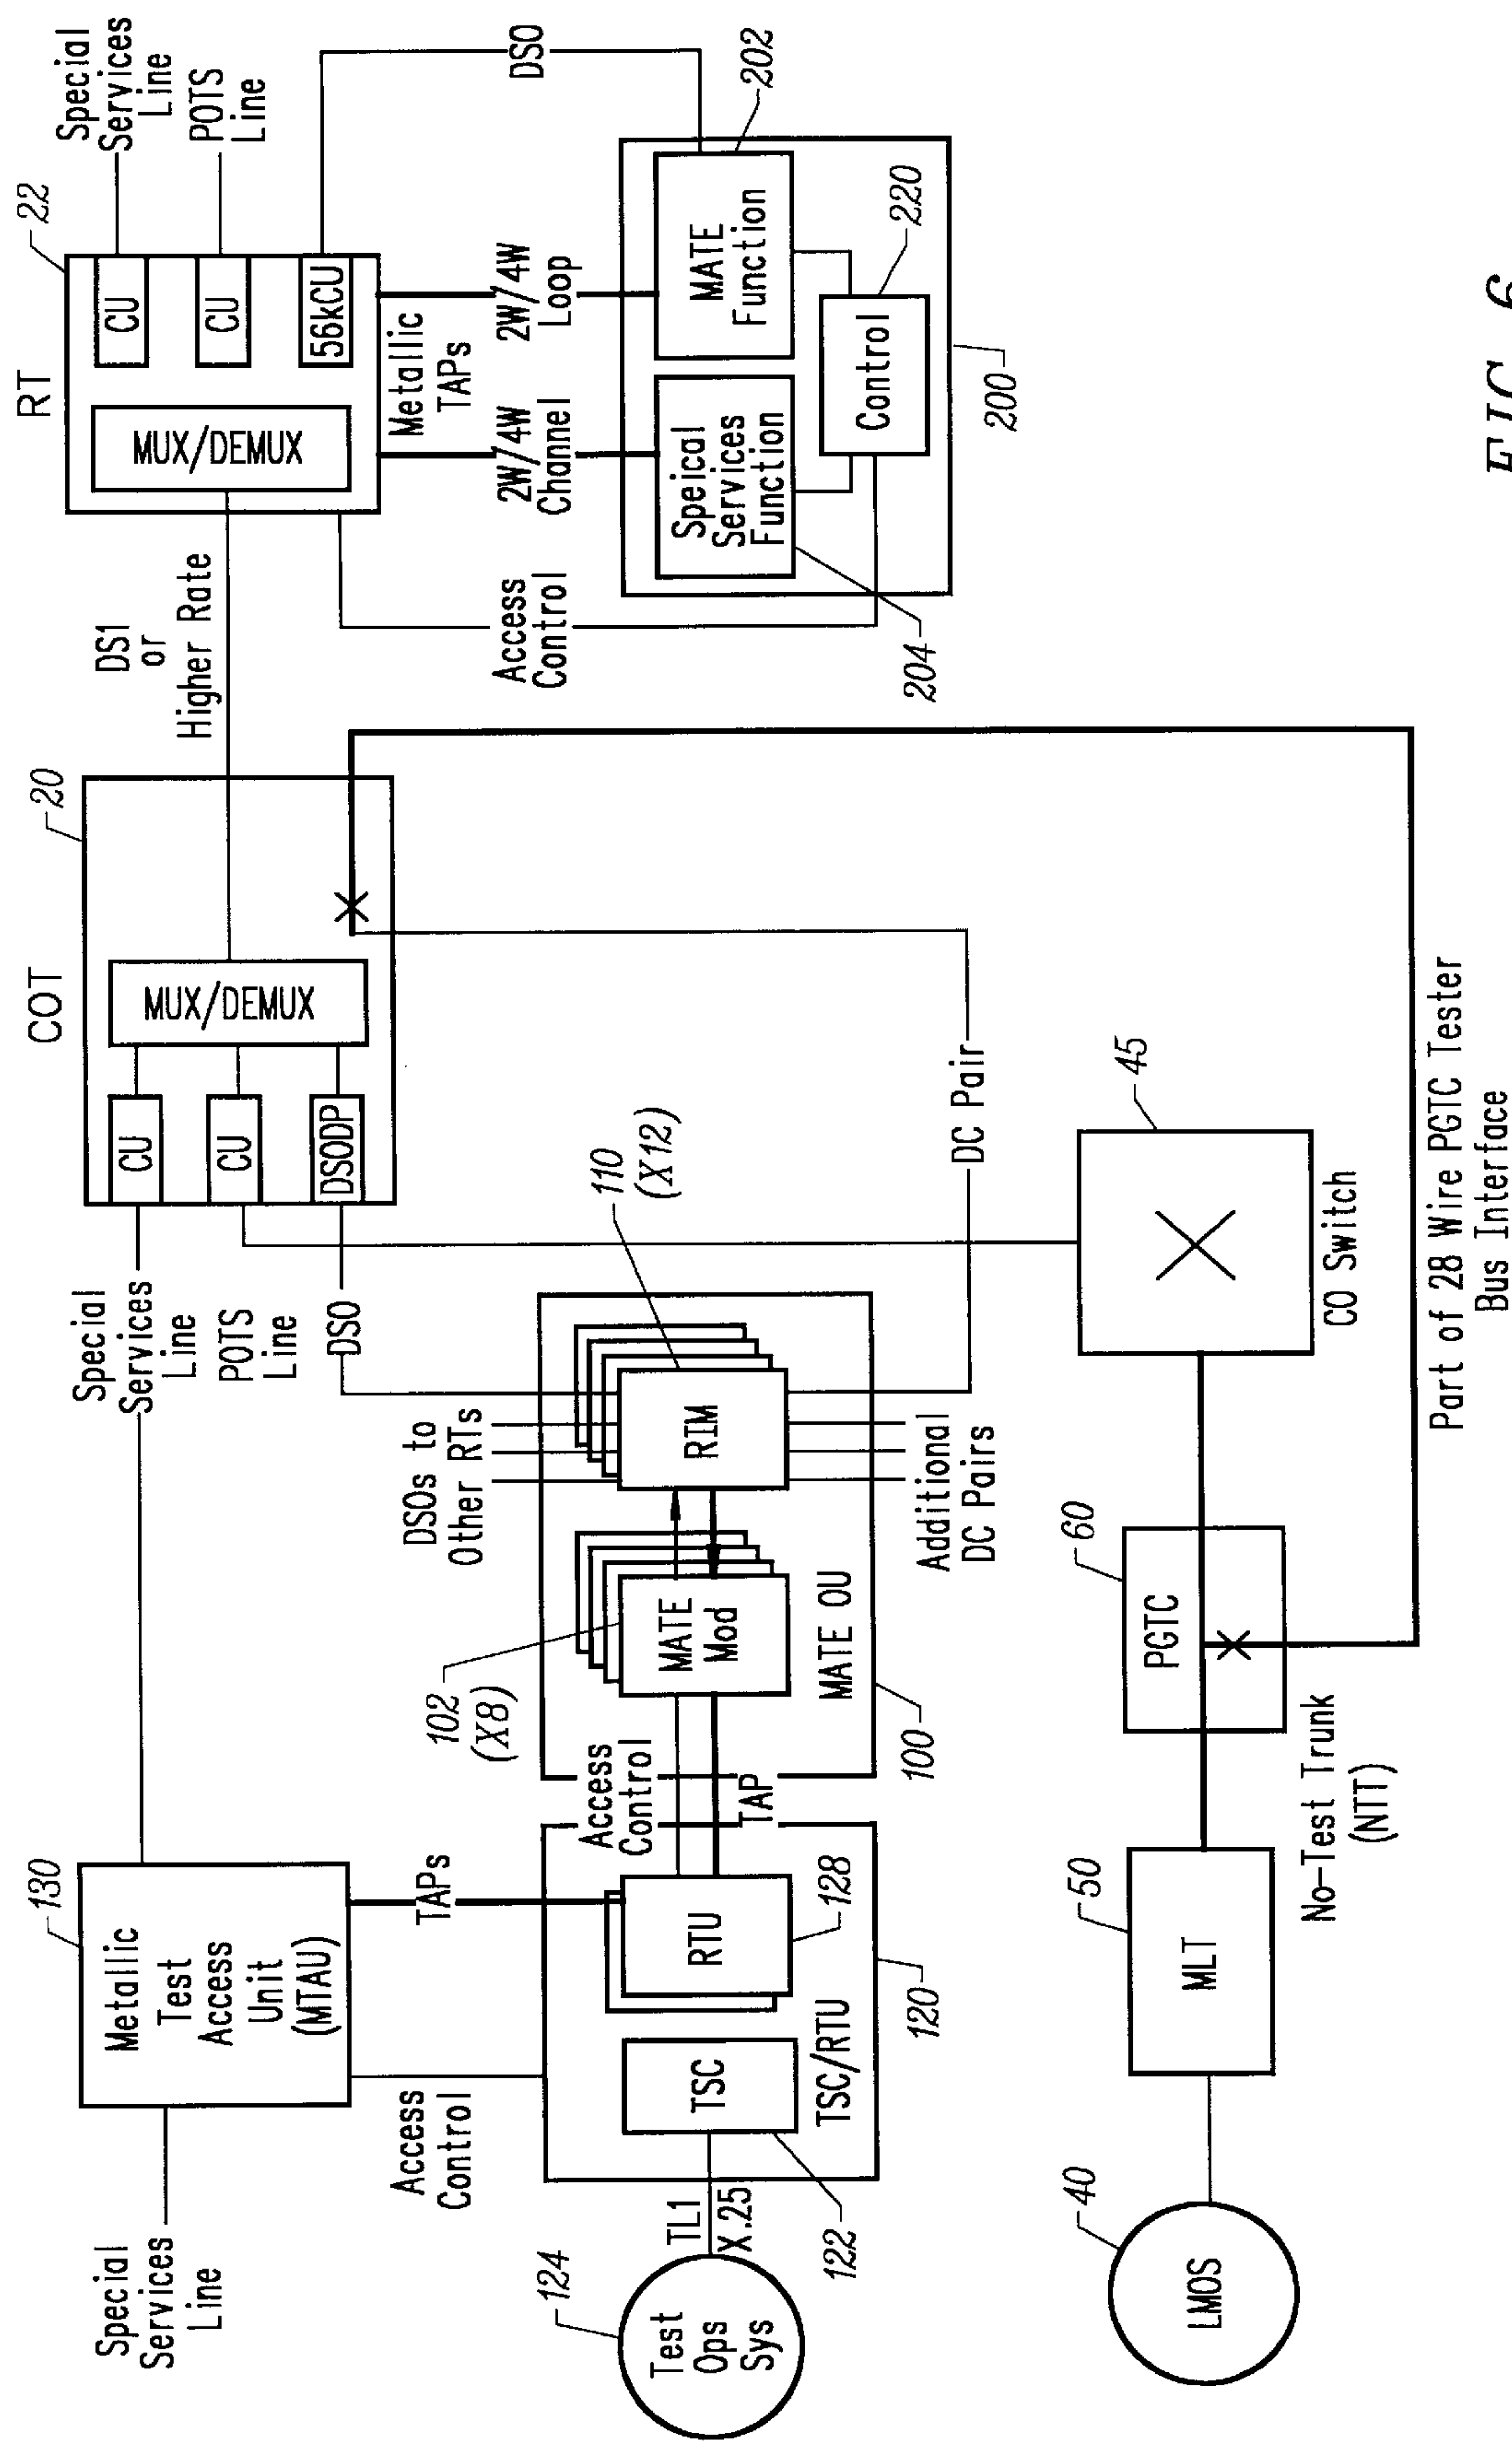 Special
Services
Line
130
Metallic
Test
Access
Unit
(MTAU)
Special
Services
Line
POTS
Line
DSO
COT
20
CU
CU
DSODP
MUX/DEMUX
DS1
or
Higher Rate
RT
22
MUX/DEMUX
CU
CU
56kCU
Special
Services
Line
POTS
Line
DSO
Access
Control
TAPs
DSOs to
Other RTs
110
(X12)
Access
Control
2W/4W
Channel
Metallic
TAPs
2W/4W
Loop
124
Test
Ops
Sys
TL1
X.25
122
TSC
RTU
128
TSC/RTU
120
Access
Control
TAP
102
(X8)
MATE
Mod
RIM
MATE OU
100
Additional
DC Pairs
DC Pair
Speical
Services
Function
204
MATE
Function
202
Control
220
200
40
LMOS
50
MLT
No-Test Trunk
(NTT)
60
PGTC
45
CO Switch
Part of 28 Wire PGTC Tester
Bus Interface
FIG. 6